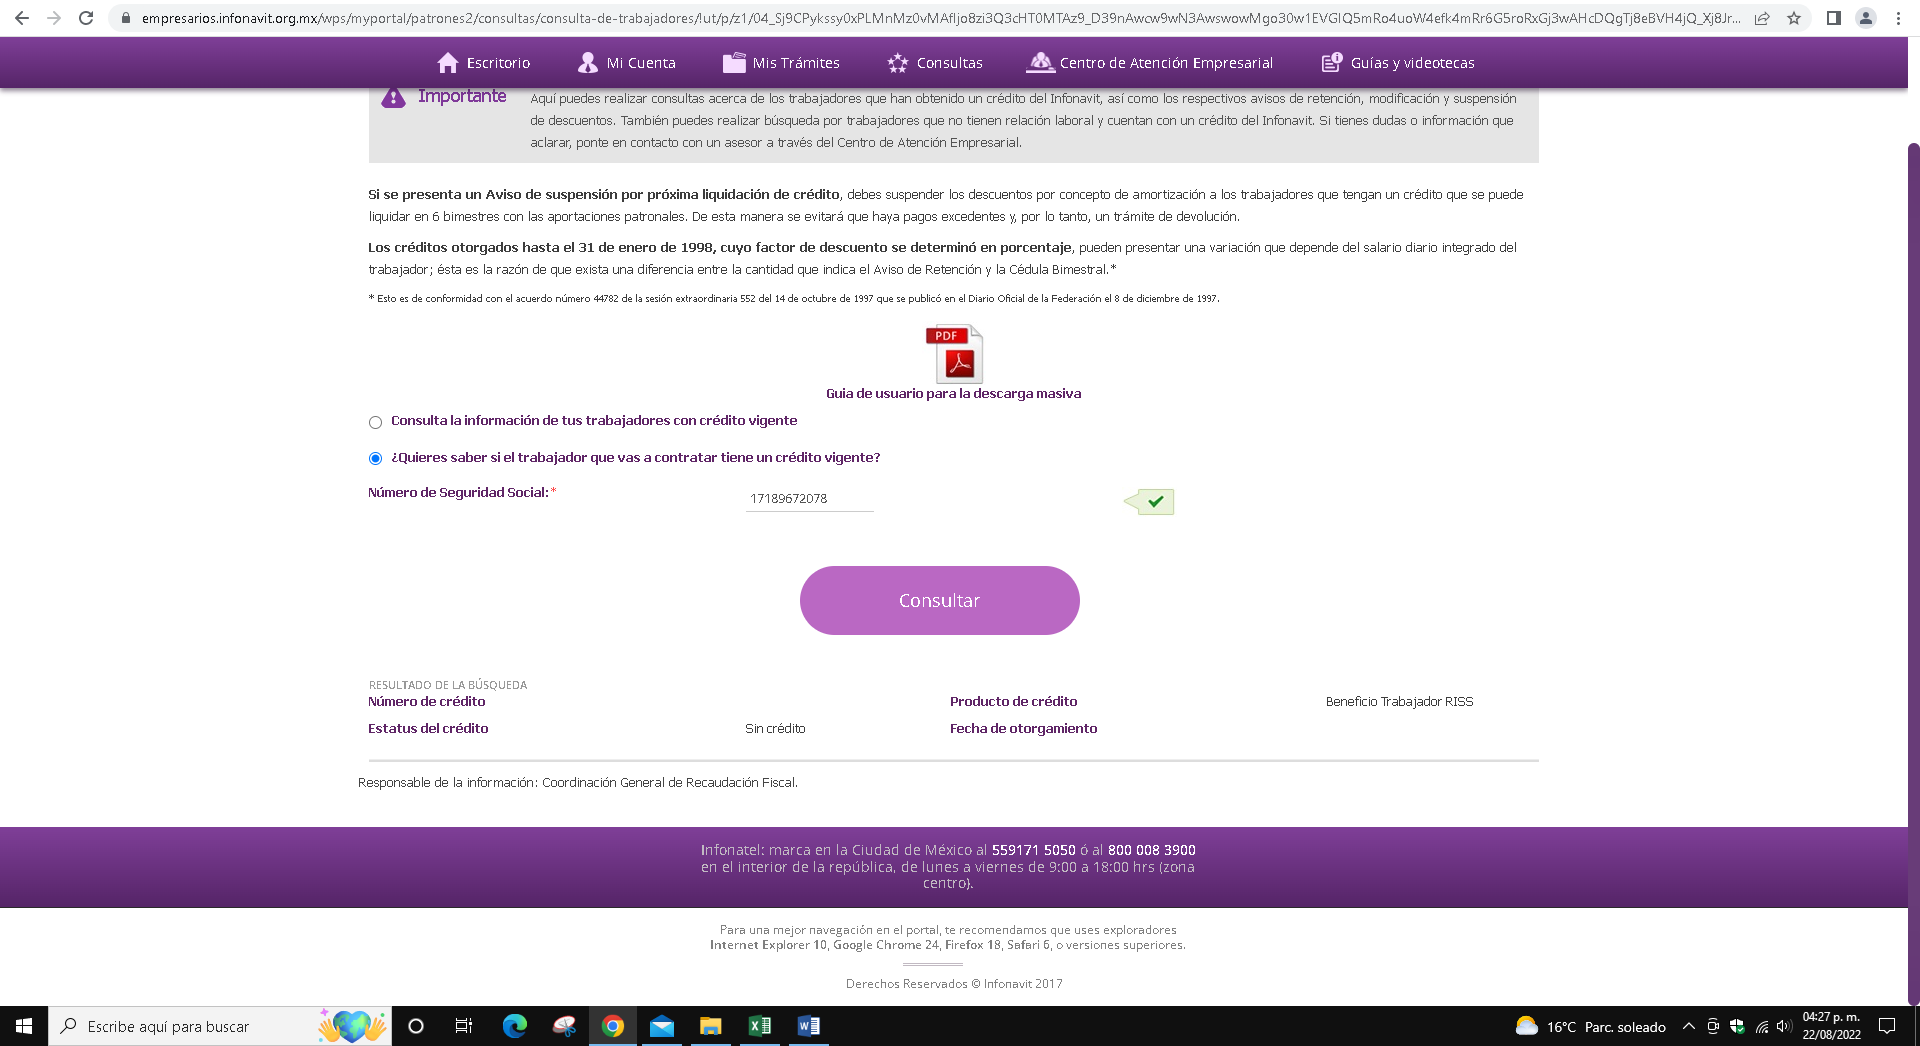 empresarios.infonavit.org.mx/wps/myportal/patrones2/consultas/consulta-de-trabajadores/!ut/p/z1/
Escritorio Mi Cuenta Mis Trámites Consultas Centro de Atención Empresarial Guías y videotecas
Importante
Aquí puedes realizar consultas acerca de los trabajadores que han obtenido un crédito del Infonavit, así como los respectivos avisos de retención, modificación y suspensión
de descuentos. También puedes realizar búsqueda por trabajadores que no tienen relación laboral y cuentan con un crédito del Infonavit. Si tienes dudas o información que
aclarar, ponte en contacto con un asesor a través del Centro de Atención Empresarial.
Si se presenta un Aviso de suspensión por próxima liquidación de crédito, debes suspender los descuentos por concepto de amortización a los trabajadores que tengan un crédito que se puede
liquidar en 6 bimestres con las aportaciones patronales. De esta manera se evitará que haya pagos excedentes y, por lo tanto, un trámite de devolución.
Los créditos otorgados hasta el 31 de enero de 1998, cuyo factor de descuento se determinó en porcentaje, pueden presentar una variación que depende del salario diario integrado del
trabajador; ésta es la razón de que exista una diferencia entre la cantidad que indica el Aviso de Retención y la Cédula Bimestral.*
* Esto es de conformidad con el acuerdo número 44782 de la sesión extraordinaria 552 del 14 de octubre de 1997 que se publicó en el Diario Oficial de la Federación el 8 de diciembre de 1997.
PDF
Guia de usuario para la descarga masiva
Consulta la información de tus trabajadores con crédito vigente
¿Quieres saber si el trabajador que vas a contratar tiene un crédito vigente?
Número de Seguridad Social:* 17189672078
Consultar
RESULTADO DE LA BÚSQUEDA
Número de crédito Producto de crédito Beneficio Trabajador RISS
Estatus del crédito Sin crédito Fecha de otorgamiento
Responsable de la información: Coordinación General de Recaudación Fiscal.
Infonatel: marca en la Ciudad de México al 559171 5050 ó al 800 008 3900
en el interior de la república, de lunes a viernes de 9:00 a 18:00 hrs (zona
centro).
Para una mejor navegación en el portal, te recomendamos que uses exploradores
Internet Explorer 10, Google Chrome 24, Firefox 18, Safari 6, o versiones superiores.
Derechos Reservados © Infonavit 2017
Escribe aquí para buscar
16°C Parc. soleado
04:27 p. m.
22/08/2022